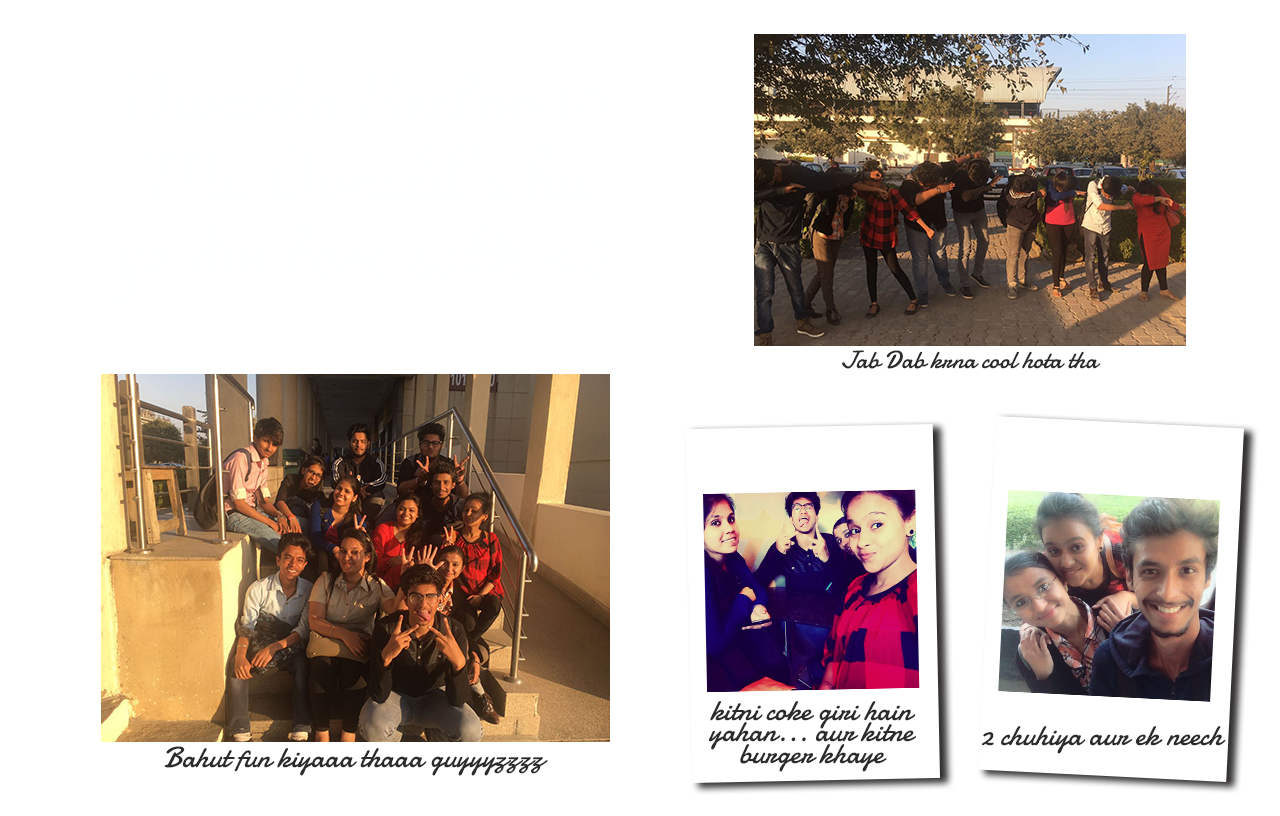 Jab Dab krna cool hota tha
Bahut fun kiyaaa thaaa guyyyzzzz
kitni coke giri hain
yahan... aur kitne
burger khaye
2 chuhiya aur ek neech